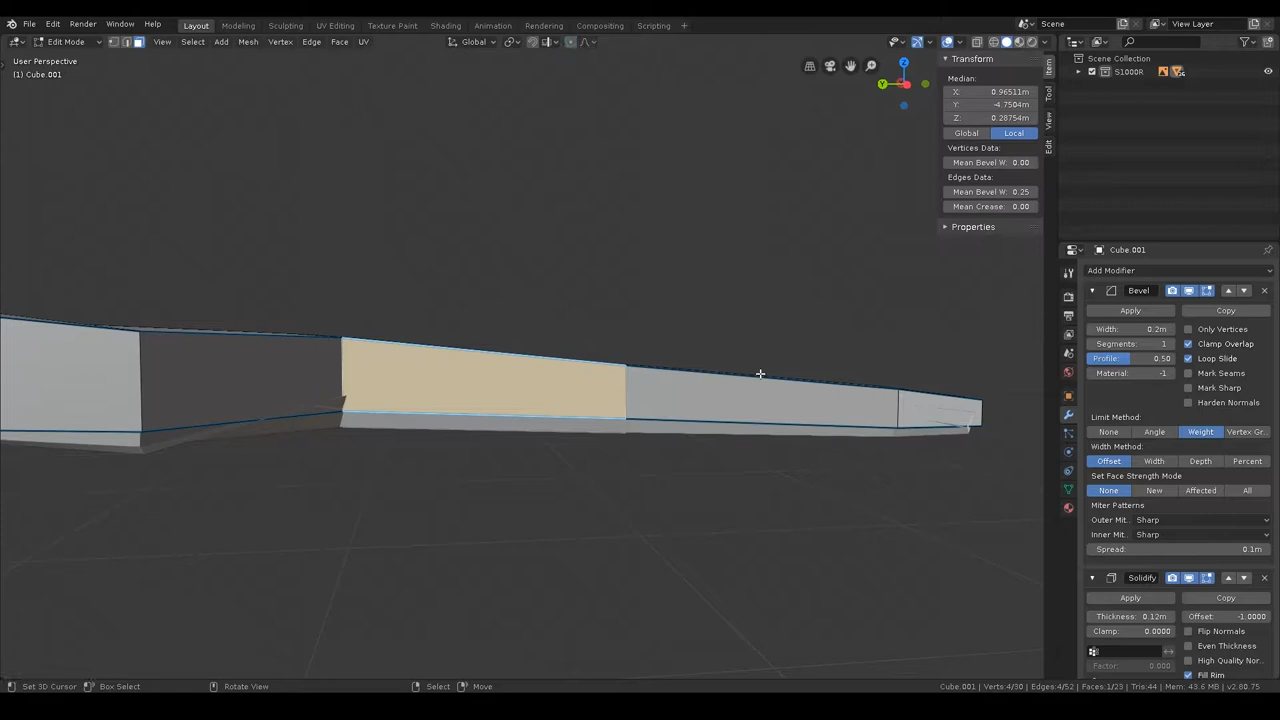 File Edit Render Window Help Layout Modeling Sculpting UV Editing Texture Paint Shading Animation Rendering Compositing Scripting + Scene View Layer
Edit Mode View Select Add Mesh Vertex Edge Face UV Global
User Perspective
(1) Cube.001
Transform
Median:
X: 0.96511m
Y: -4.7504m
Z: 0.28754m
Global Local
Vertices Data:
Mean Bevel W: 0.00
Edges Data:
Mean Bevel W: 0.25
Mean Crease: 0.00
Properties
Item
Tool
View
Edit
Z
Y
Scene Collection
S1000R
Cube.001
Add Modifier
Bevel
Apply Copy
Width: 0.2m Only Vertices
Segments: 1 Clamp Overlap
Profile: 0.50 Loop Slide
Material: -1 Mark Seams
Mark Sharp
Harden Normals
Limit Method:
None Angle Weight Vertex Gr..
Width Method:
Offset Width Depth Percent
Set Face Strength Mode
None New Affected All
Miter Patterns
Outer Mit.. Sharp
Inner Mit.. Sharp
Spread: 0.1m
Solidify
Apply Copy
Thickness: 0.12m Offset: -1.0000
Clamp: 0.0000 Flip Normals
Even Thickness
High Quality Nor..
Factor: 0.000 Fill Rim
Set 3D Cursor Box Select Rotate View Select Move Cube.001 | Verts:4/30 | Edges:4/52 | Faces:1/23 | Tris:44 | Mem: 43.6 MB | v2.80.75